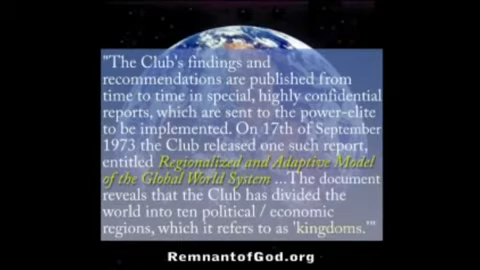 "The Club's findings and
recommendations are published from
time to time in special, highly confidential
reports, which are sent to the power-elite
to be implemented. On 17th of September
1973 the Club released one such report,
entitled Regionalized and Adaptive Model
of the Global World System ...The document
reveals that the Club has divided the
world into ten political / economic
regions, which it refers to as 'kingdoms.'"
RemnantofGod.org